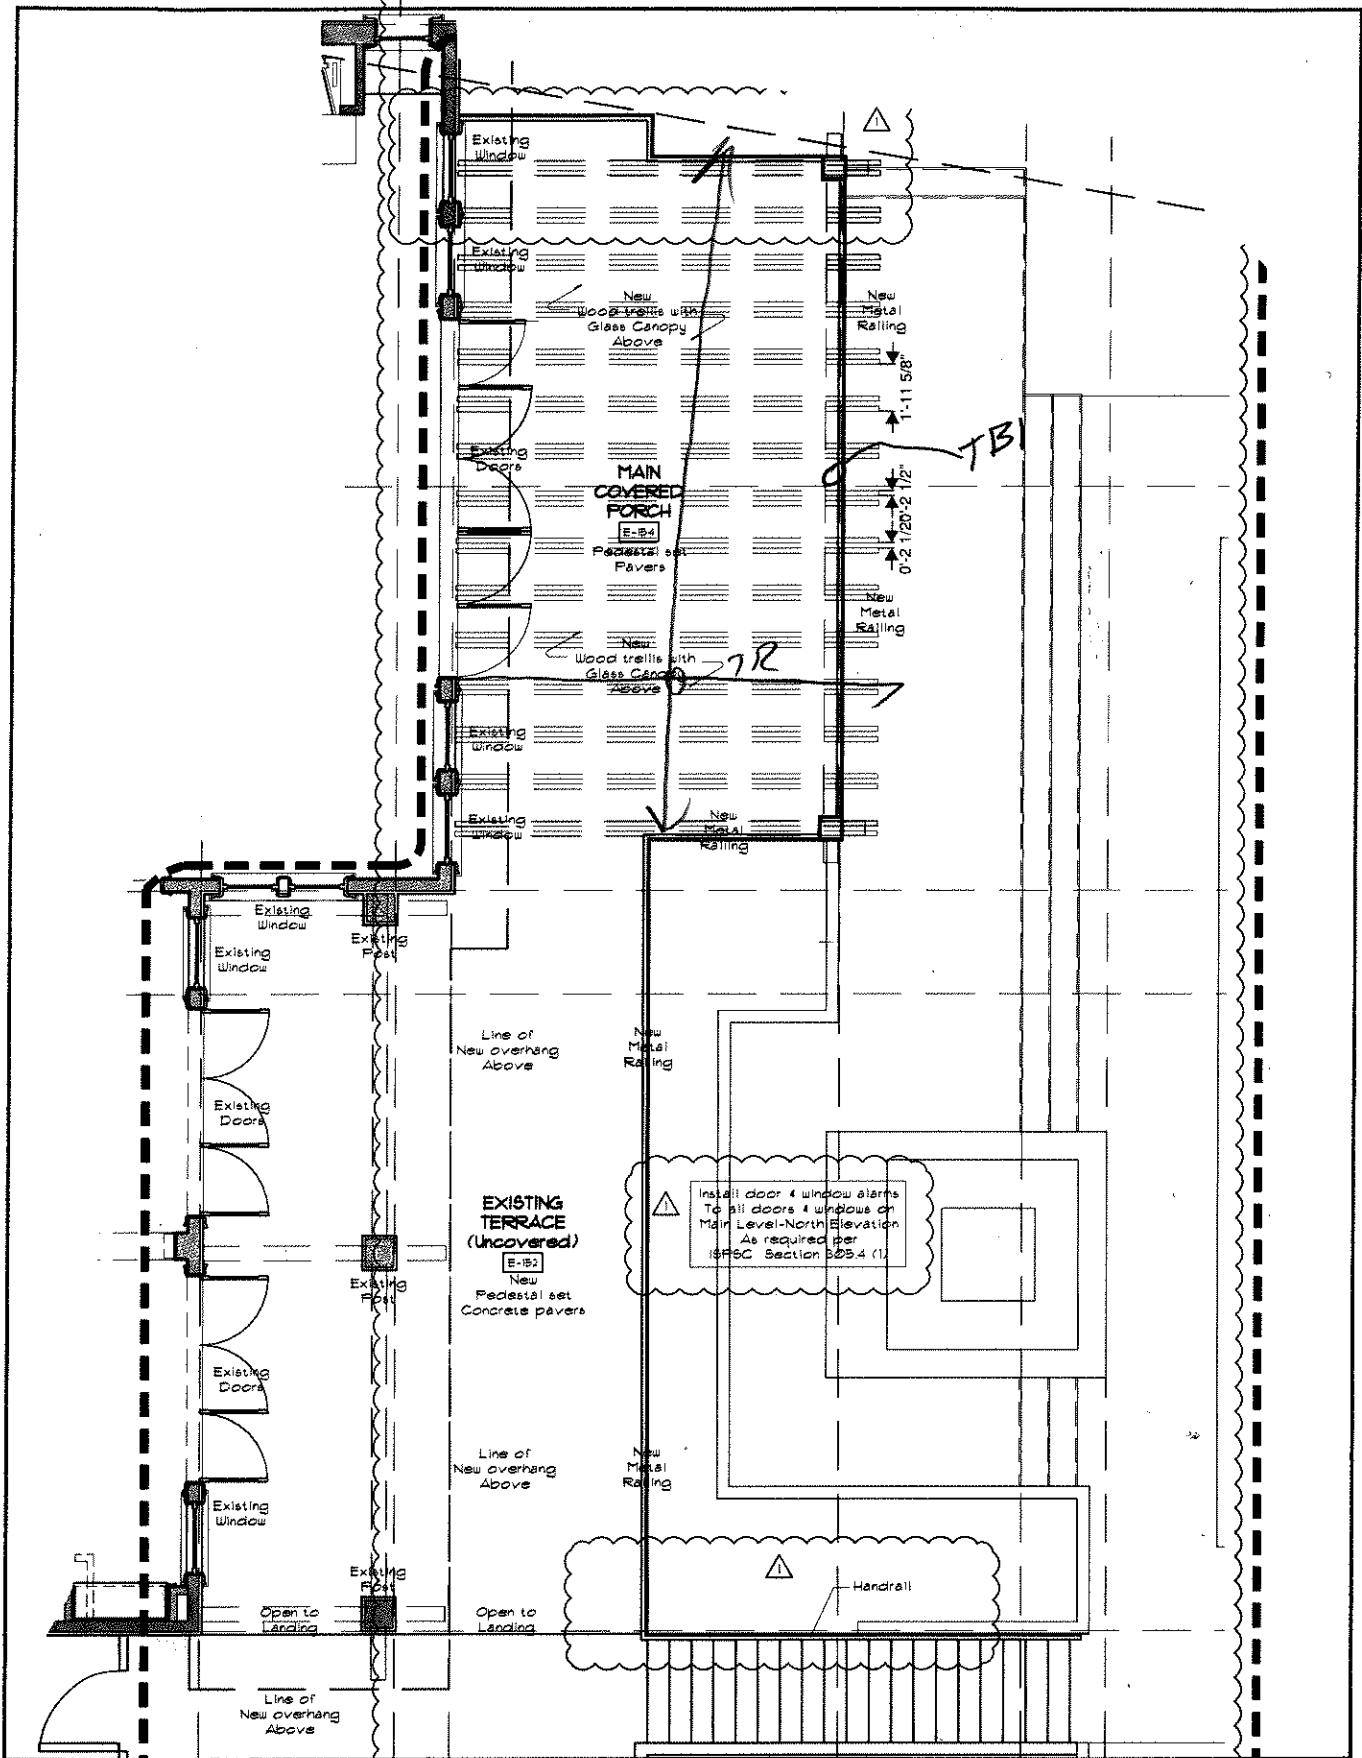 1
Existing
Window
Existing
Window
New
Wood trellis with
Glass Canopy
Above
New
Metal
Railing
1'-11 5/8"
Existing
Doors
TB1
MAIN
COVERED
PORCH
E-154
Pedestal set
Pavers
0'-2 1/2"
0'-2 1/2"
New
Metal
Railing
New
Wood trellis with
Glass Canopy
Above
TR
Existing
Window
Existing
Window
New
Metal
Railing
Existing
Window
Existing
Post
Existing
Window
Line of
New overhang
Above
New
Metal
Railing
Existing
Doors
1
Install door & window alarms
To all doors & windows on
Main Level-North Elevation
As required per
ISPSC Section 305.4 (1)
EXISTING
TERRACE
(Uncovered)
E-152
New
Pedestal set
Concrete pavers
Existing
Post
Existing
Doors
Line of
New overhang
Above
New
Metal
Railing
Existing
Window
1
Handrail
Existing
Post
Open to
Landing
Open to
Landing
Line of
New overhang
Above